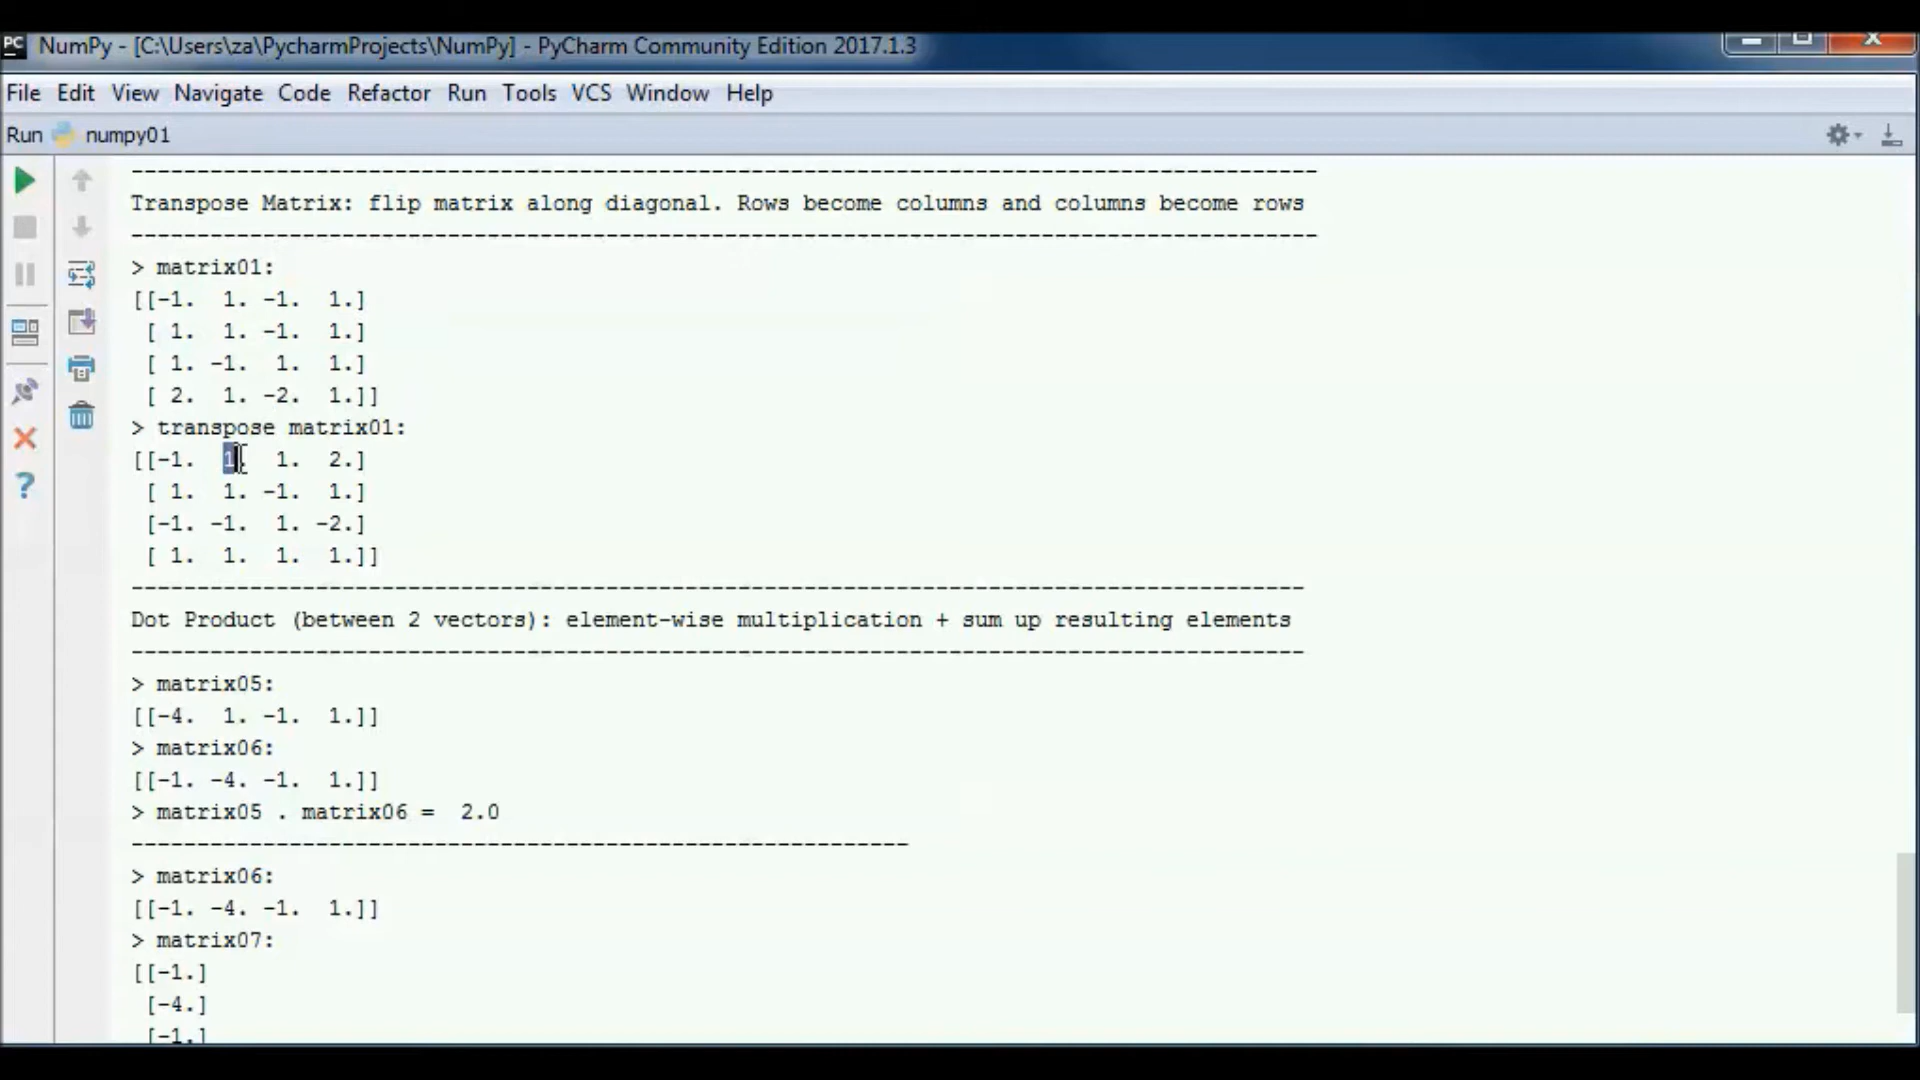 NumPy - [C:\Users\za\PycharmProjects\NumPy] - PyCharm Community Edition 2017.1.3
File Edit View Navigate Code Refactor Run Tools VCS Window Help
Run numpy01
------------------------------------------------------------------------------------------
Transpose Matrix: flip matrix along diagonal. Rows become columns and columns become rows
------------------------------------------------------------------------------------------
> matrix01:
[[-1.  1. -1.  1.]
 [ 1.  1. -1.  1.]
 [ 1. -1.  1.  1.]
 [ 2.  1. -2.  1.]]
> transpose matrix01:
[[-1.  1.  1.  2.]
 [ 1.  1. -1.  1.]
 [-1. -1.  1. -2.]
 [ 1.  1.  1.  1.]]
-----------------------------------------------------------------------------------------
Dot Product (between 2 vectors): element-wise multiplication + sum up resulting elements
-----------------------------------------------------------------------------------------
> matrix05:
[[-4.  1. -1.  1.]]
> matrix06:
[[-1. -4. -1.  1.]]
> matrix05 . matrix06 =  2.0
-----------------------------------------------------------
> matrix06:
[[-1. -4. -1.  1.]]
> matrix07:
[[-1.]
 [-4.]
 [-1.]